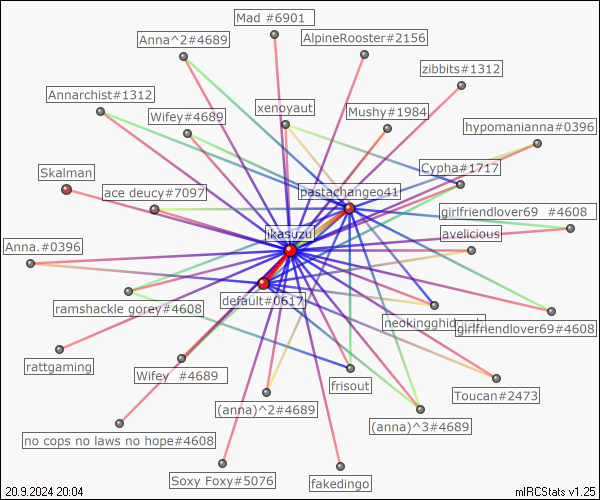 Mad #6901
Anna^2#4689
AlpineRooster#2156
zibbits#1312
Annarchist#1312
Wifey#4689
xenoyaut
Mushy#1984
hypomanianna#0396
Skalman
Cypha#1717
ace deucy#7097
pastachangeo41
girlfriendlover69 #4608
ikasuzui
Anna.#0396
avelicious
default#0617
ramshackle gorey#4608
girlfriendlover69#4608
rattgaming
Wifey #4689
frisout
Toucan#2473
(anna)^2#4689
(anna)^3#4689
no cops no laws no hope#4608
Soxy Foxy#5076
fakedingo
20.9.2024 20:04
mIRCStats v1.25